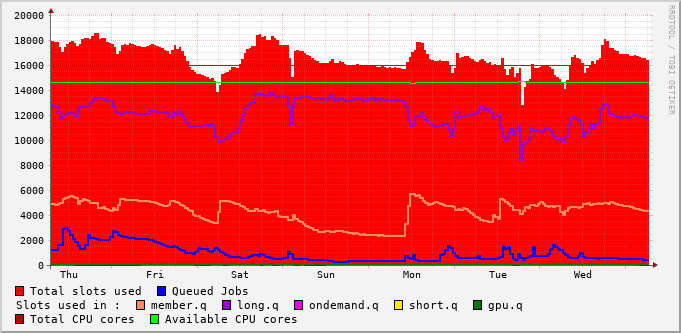 20000
18000
16000
14000
12000
10000
8000
6000
4000
2000
0
Thu Fri Sat Sun Mon Tue Wed
RRDTOOL / TOBI OETIKER
Total slots used Queued Jobs
Slots used in : member.q long.q ondemand.q short.q gpu.q
Total CPU cores Available CPU cores